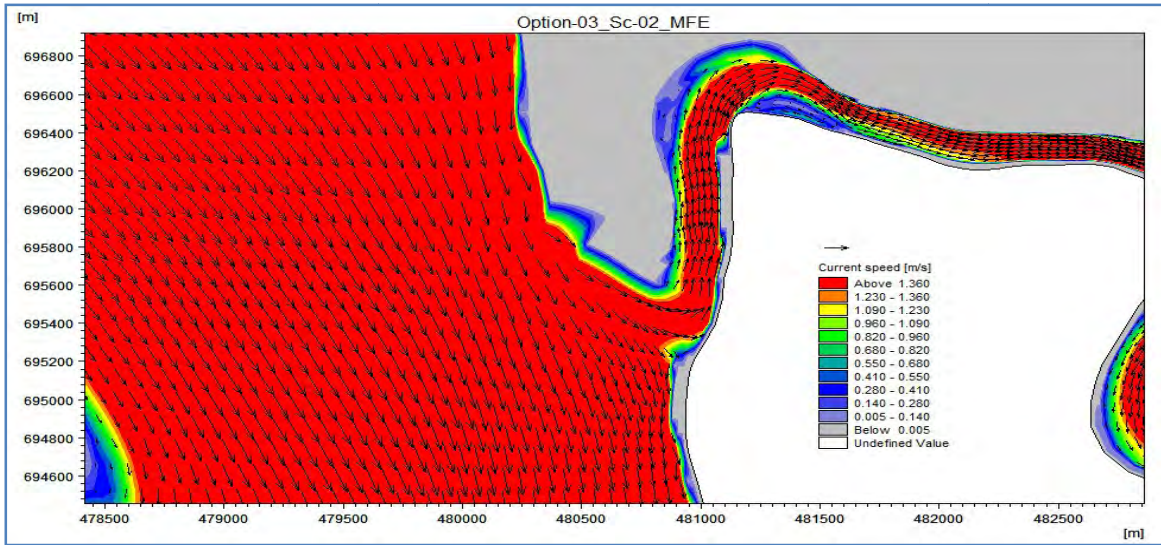 [m]
Option-03_Sc-02_MFE
696800
696600
696400
696200
696000
695800
695600
695400
695200
695000
694800
694600
Current speed [m/s]
Above 1.360
1.230 - 1.360
1.090 - 1.230
0.960 - 1.090
0.820 - 0.960
0.680 - 0.820
0.550 - 0.680
0.410 - 0.550
0.280 - 0.410
0.140 - 0.280
0.005 - 0.140
Below 0.005
Undefined Value
478500 479000 479500 480000 480500 481000 481500 482000 482500
[m]